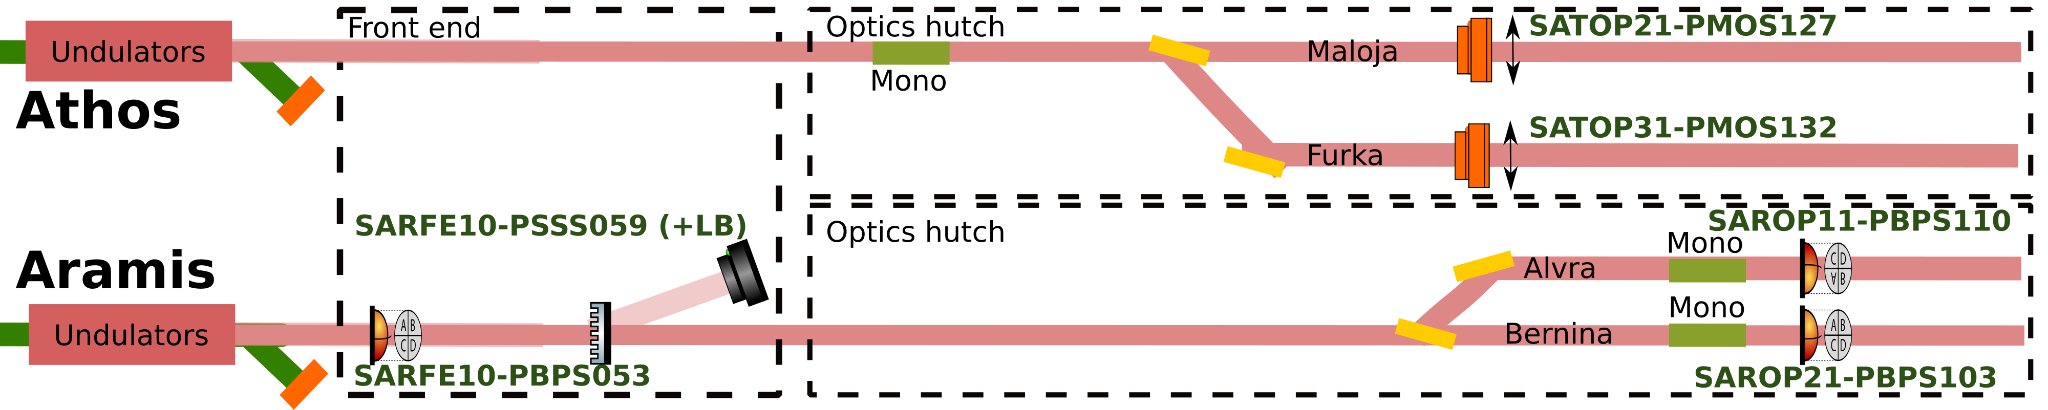 Undulators
Front end
Optics hutch
SATOP21-PMOS127
Maloja
Mono
Athos
SATOP31-PMOS132
Furka
SARFE10-PSSS059 (+LB)
Optics hutch
SAROP11-PBPS110
Mono
Aramis
Alvra
C D
A B
Mono
Undulators
A B
C D
Bernina
A B
C D
SARFE10-PBPS053
SAROP21-PBPS103